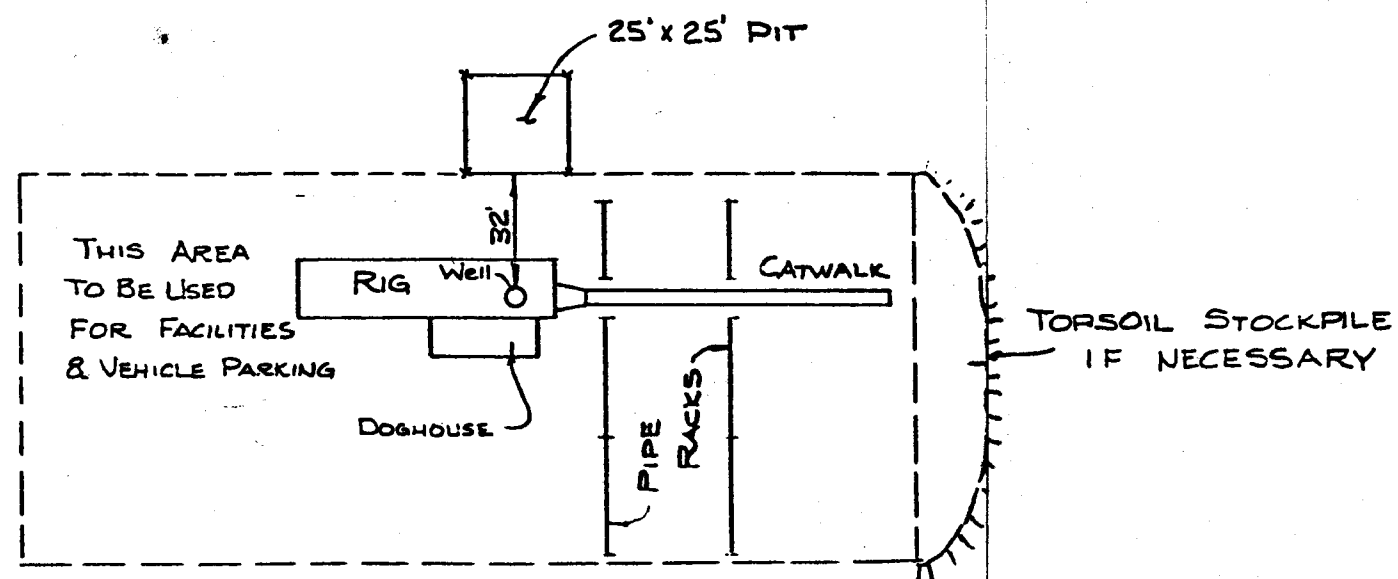 25' x 25' PIT
32'
THIS AREA
TO BE USED
FOR FACILITIES
& VEHICLE PARKING
RIG
Well
CATWALK
TOPSOIL STOCKPILE
IF NECESSARY
DOGHOUSE
PIPE
RACKS